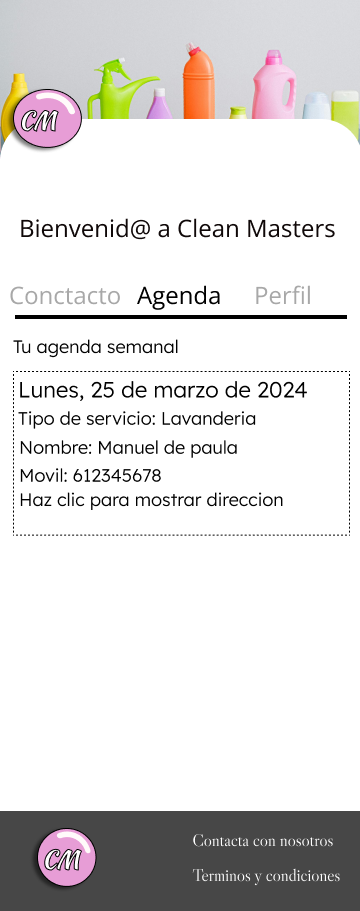 CM
Bienvenid@ a Clean Masters
Conctacto Agenda Perfil
Tu agenda semanal
Lunes, 25 de marzo de 2024
Tipo de servicio: Lavanderia
Nombre: Manuel de paula
Movil: 612345678
Haz clic para mostrar direccion
CM
Contacta con nosotros
Terminos y condiciones